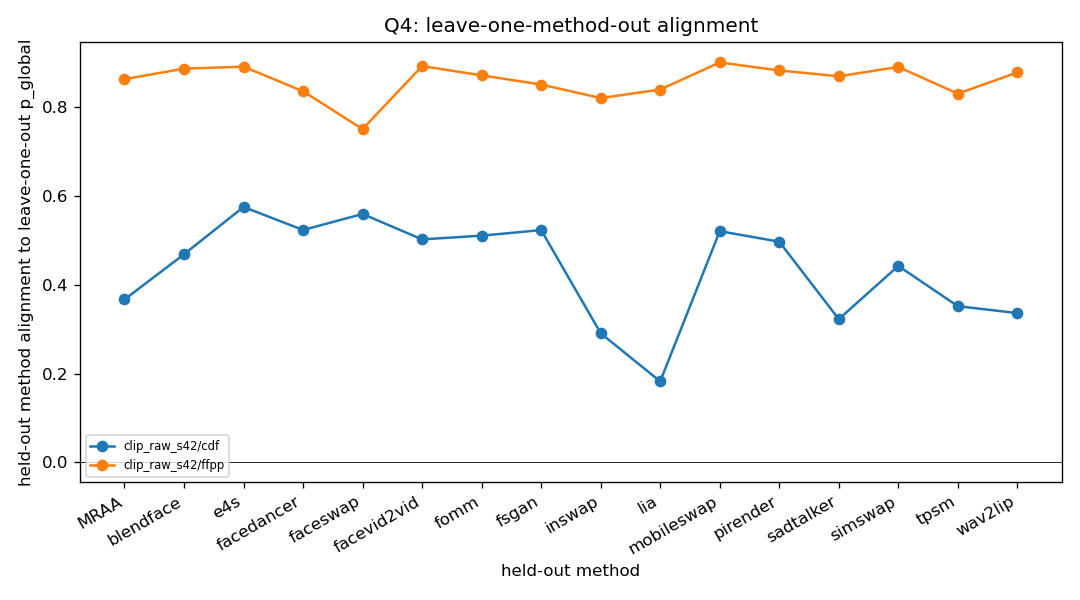 Q4: leave-one-method-out alignment
held-out method alignment to leave-one-out p_global
0.8
0.6
0.4
0.2
0.0
clip_raw_s42/cdf
clip_raw_s42/ffpp
MRAA
blendface
e4s
facedancer
faceswap
facevid2vid
fomm
fsgan
inswap
lia
mobileswap
pirender
sadtalker
simswap
tpsm
wav2lip
held-out method